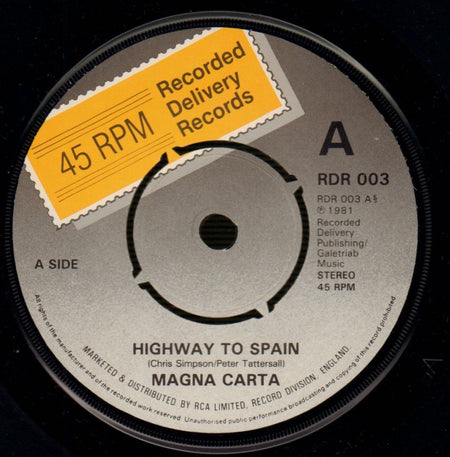 45 RPM
Recorded
Delivery
Records
A
RDR 003
RDR 003 A§
℗ 1981
Recorded
Delivery
Publishing/
Galetriab
Music
STEREO
45 RPM
A SIDE
HIGHWAY TO SPAIN
(Chris Simpson/Peter Tattersall)
MAGNA CARTA
MARKETED & DISTRIBUTED BY RCA LIMITED, RECORD DIVISION, ENGLAND
All rights of the manufacturer and of the owner of the recorded work reserved. Unauthorised public performance broadcasting and copying of this record prohibited.